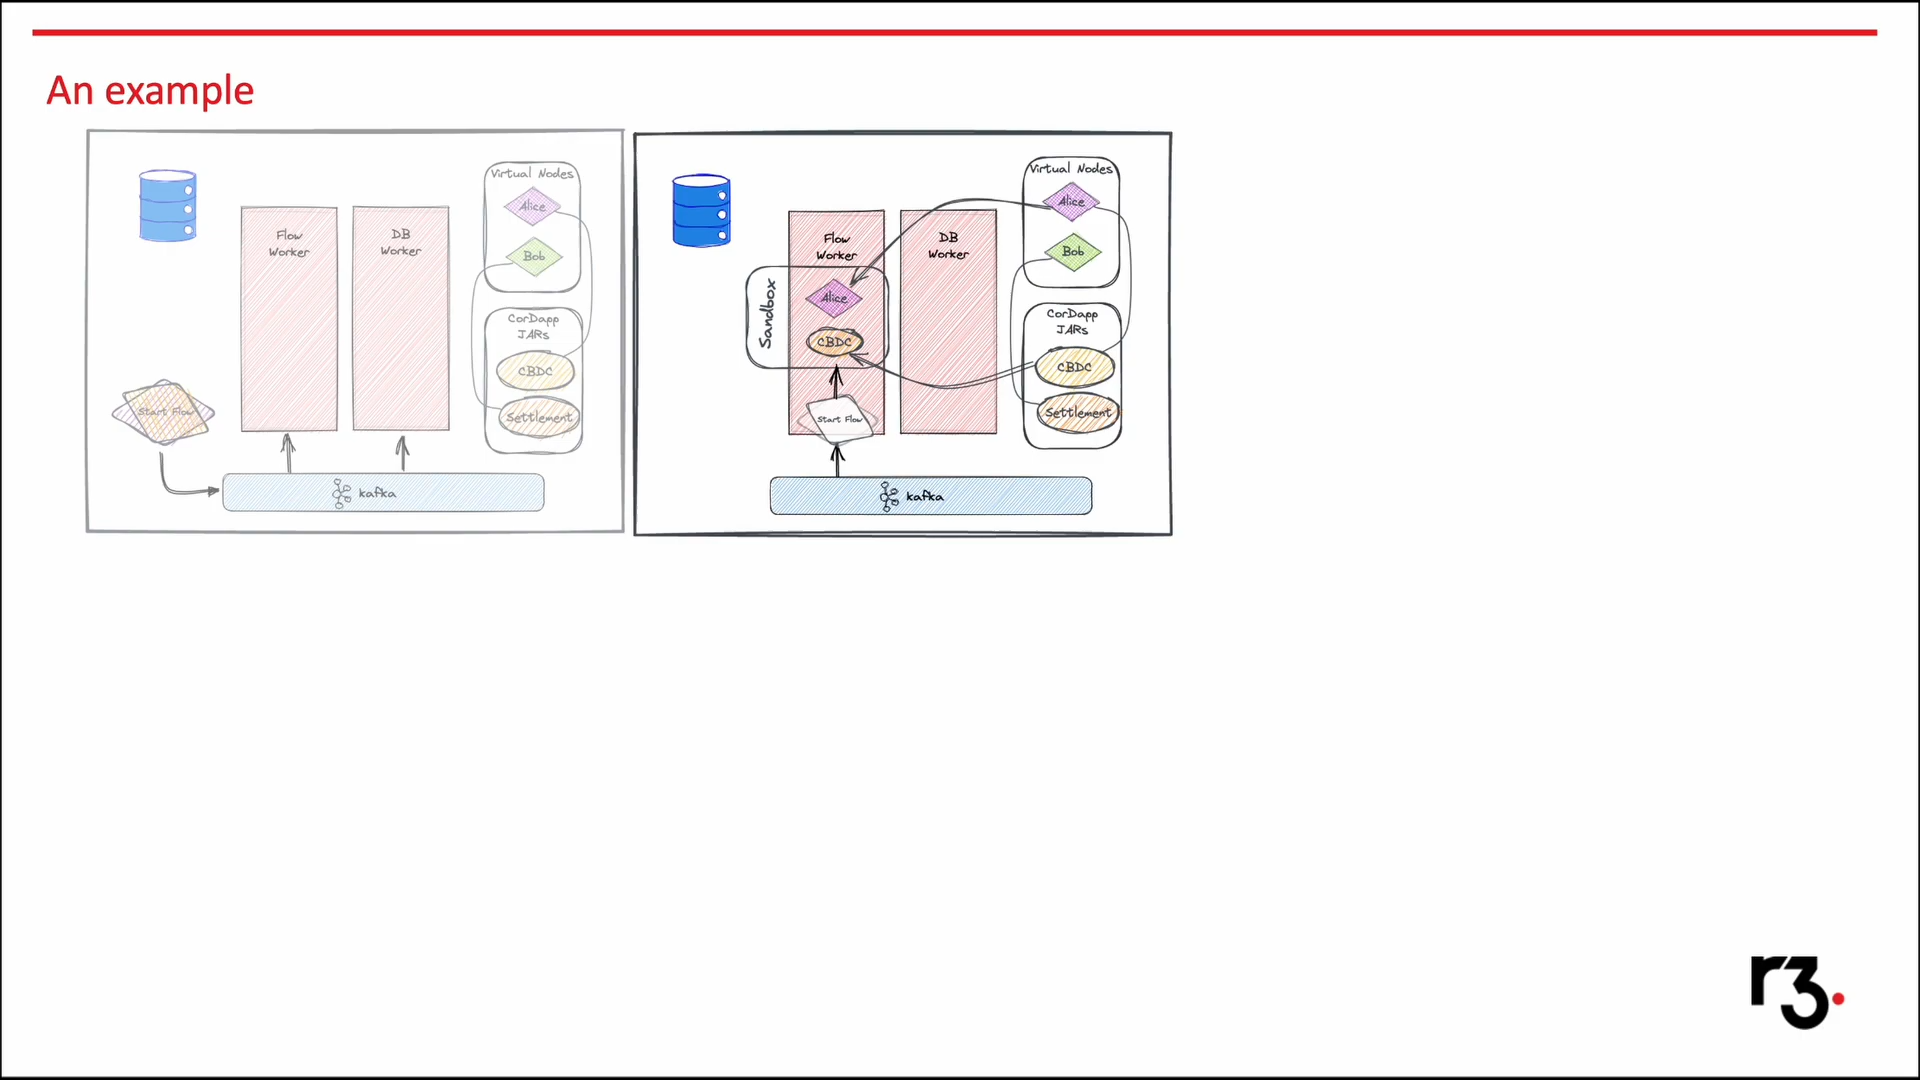 An example
Virtual Nodes
Alice
Bob
Flow
Worker
DB
Worker
CorDapp
JARs
CBDC
Settlement
Start Flow
kafka
Virtual Nodes
Alice
Bob
Flow
Worker
DB
Worker
Sandbox
Alice
CBDC
CorDapp
JARs
CBDC
Settlement
Start Flow
kafka
r3.